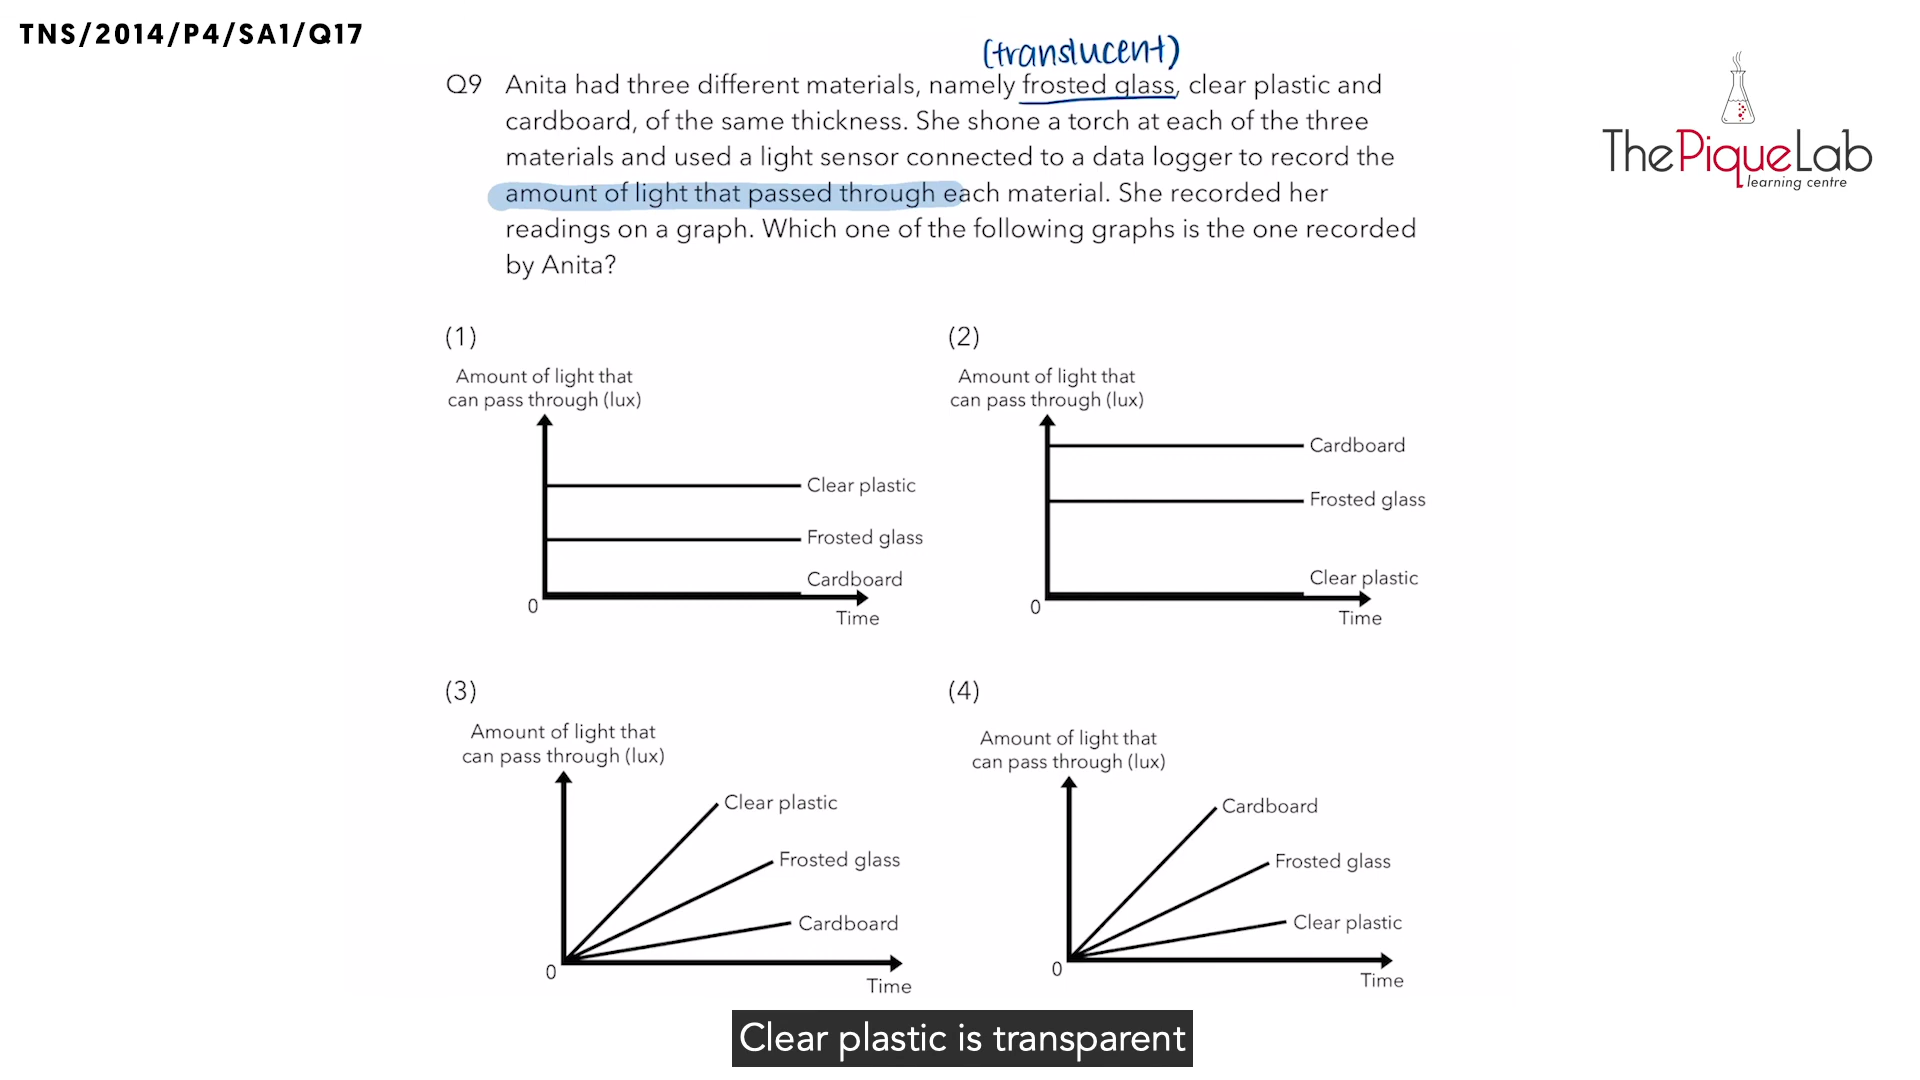 TNS/2014/P4/SA1/Q17
(translucent)
Q9 Anita had three different materials, namely frosted glass, clear plastic and
cardboard, of the same thickness. She shone a torch at each of the three
materials and used a light sensor connected to a data logger to record the
amount of light that passed through each material. She recorded her
readings on a graph. Which one of the following graphs is the one recorded
by Anita?
ThePiqueLab
learning centre
(1)
Amount of light that
can pass through (lux)
Clear plastic
Frosted glass
Cardboard
0
Time
(2)
Amount of light that
can pass through (lux)
Cardboard
Frosted glass
Clear plastic
0
Time
(3)
Amount of light that
can pass through (lux)
Clear plastic
Frosted glass
Cardboard
0
Time
(4)
Amount of light that
can pass through (lux)
Cardboard
Frosted glass
Clear plastic
0
Time
Clear plastic is transparent